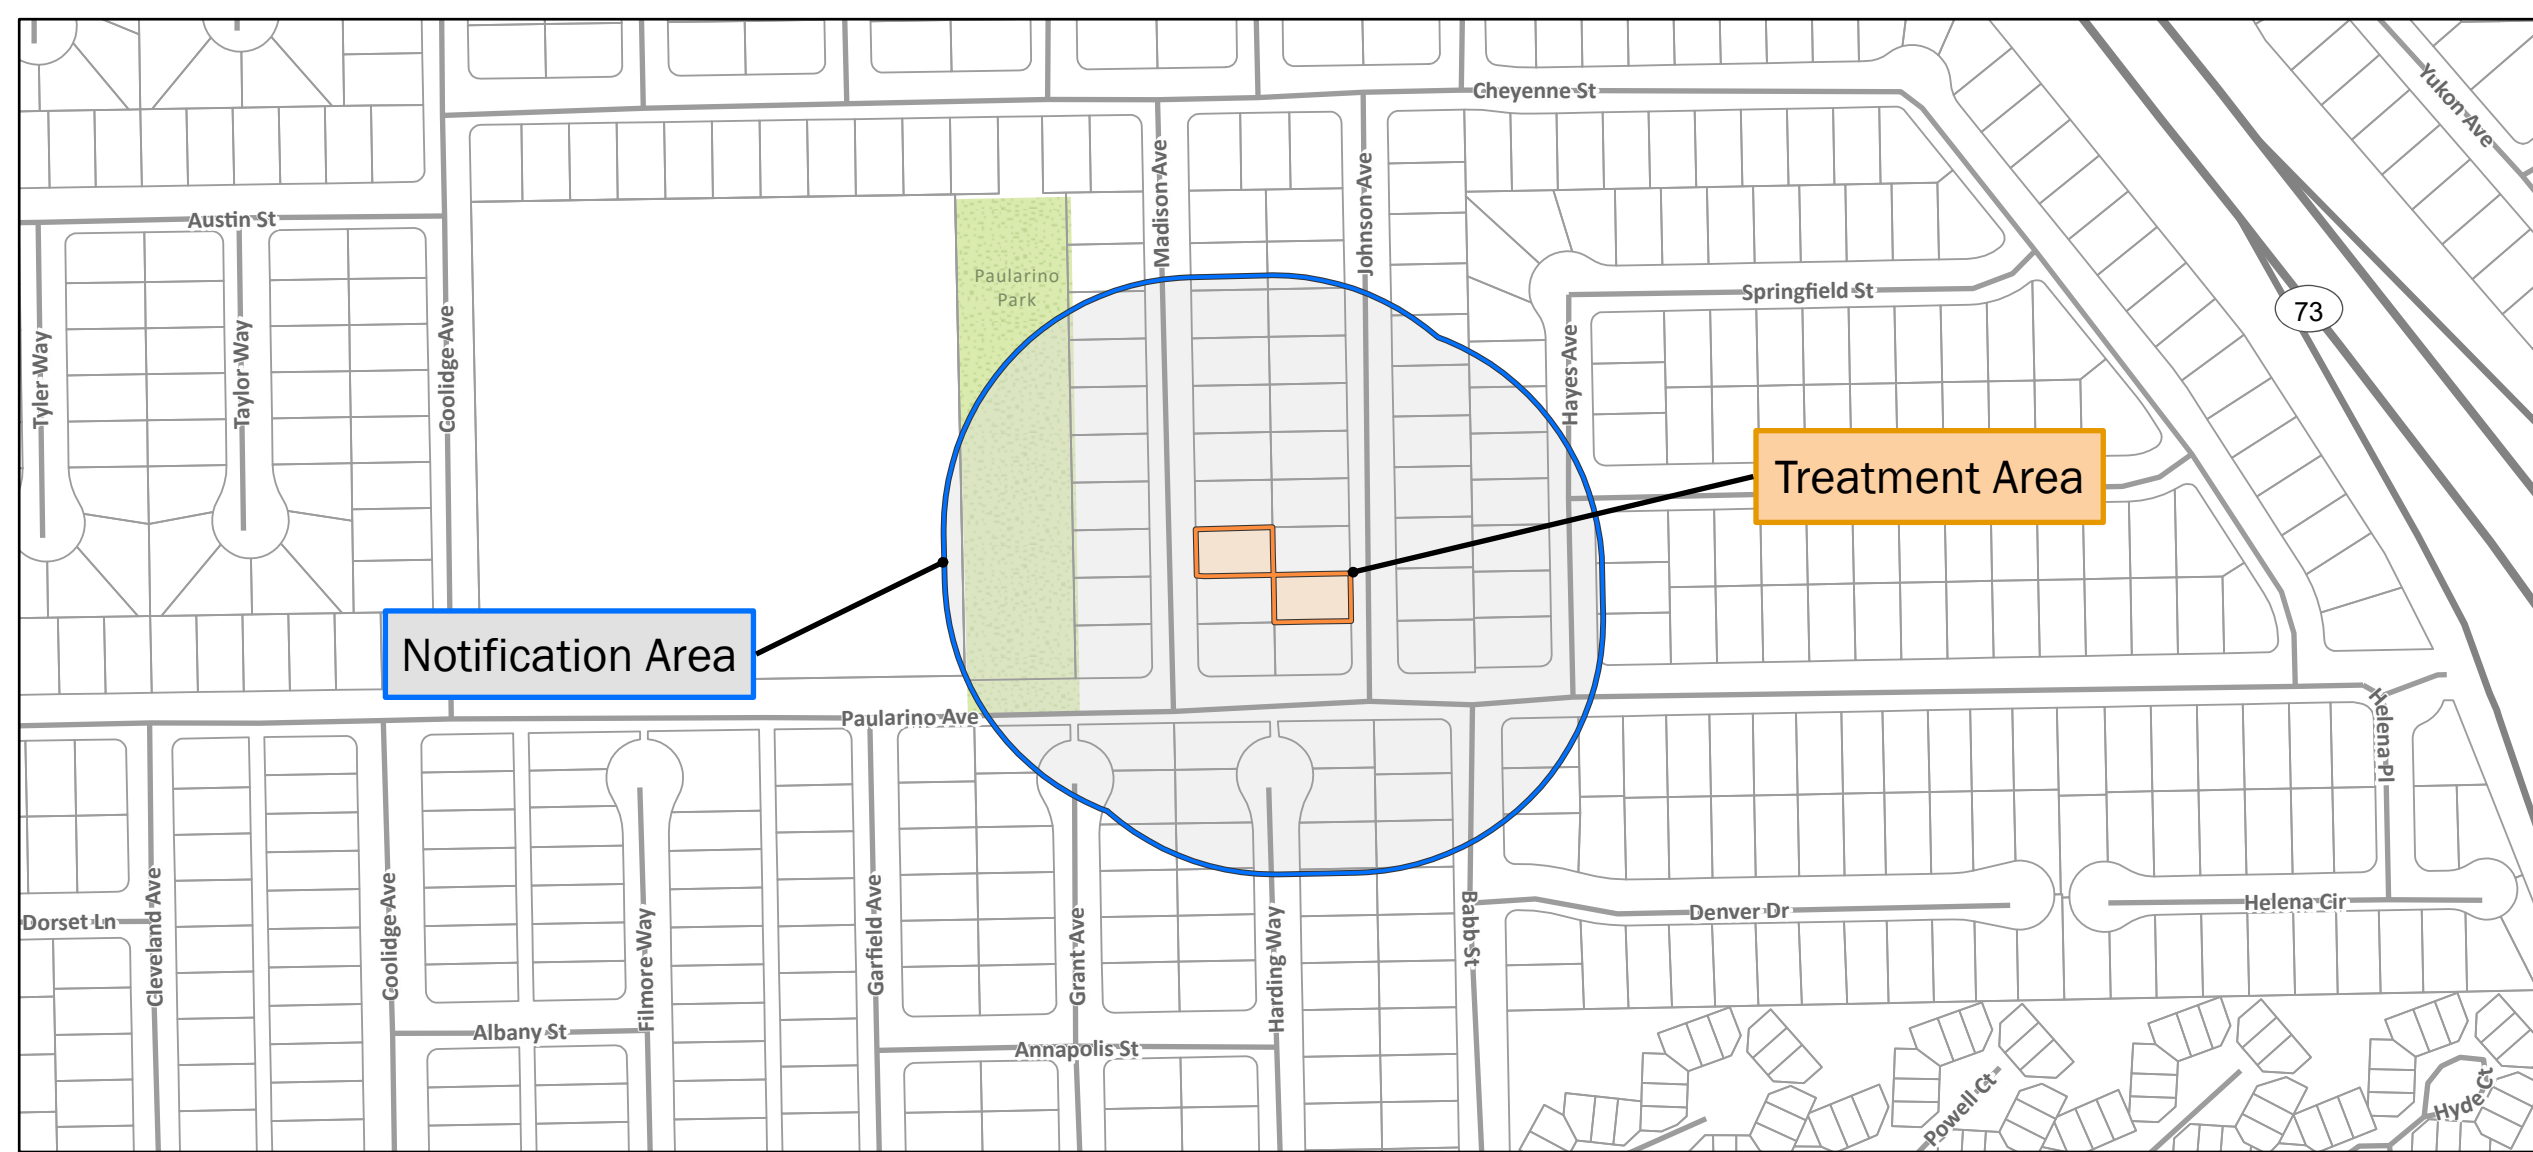 Cheyenne St
Yukon Ave
Austin St
Madison Ave
Johnson Ave
Paularino
Park
Springfield St
73
Tyler Way
Taylor Way
Coolidge Ave
Hayes Ave
Treatment Area
Notification Area
Paularino Ave
Helena Pl
Dorset Ln
Cleveland Ave
Coolidge Ave
Filmore Way
Garfield Ave
Grant Ave
Harding Way
Babb St
Denver Dr
Helena Cir
Albany St
Annapolis St
Powell Ct
Hyde Ct